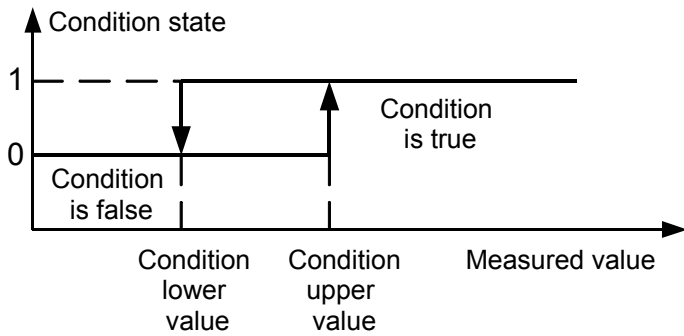 Condition state
1
Condition
is true
0
Condition
is false
Condition
lower
value
Condition
upper
value
Measured value